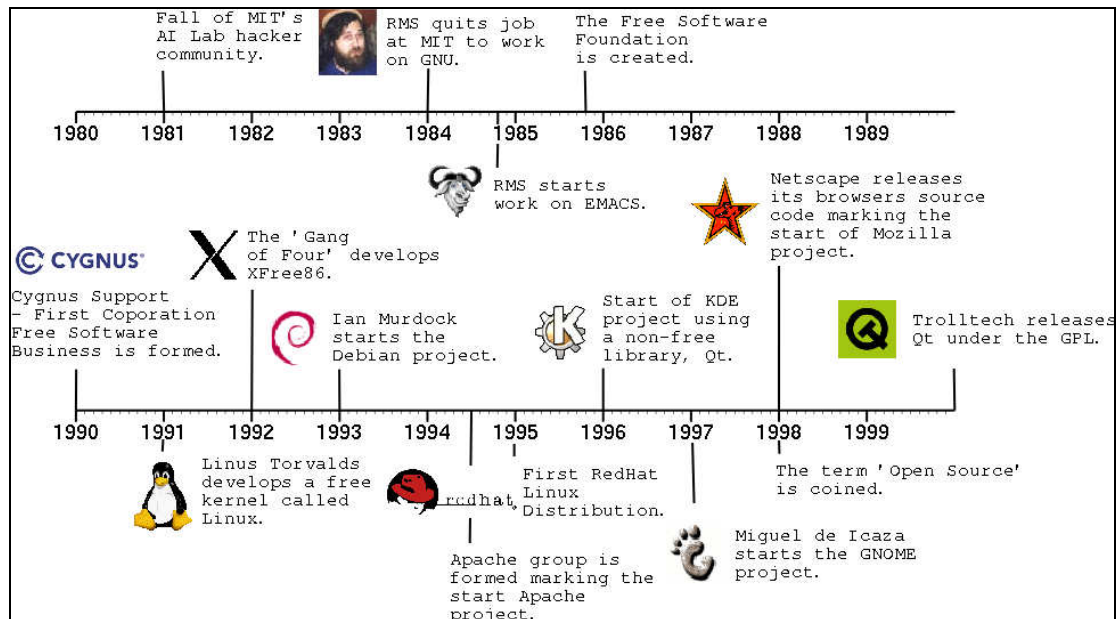 Fall of MIT's
AI Lab hacker
community.
RMS quits job
at MIT to work
on GNU.
The Free Software
Foundation
is created.
1980 1981 1982 1983 1984 1985 1986 1987 1988 1989
RMS starts
work on EMACS.
Netscape releases
its browsers source
code marking the
start of Mozilla
project.
CYGNUS
Cygnus Support
- First Coporation
Free Software
Business is formed.
The 'Gang
of Four' develops
XFree86.
Ian Murdock
starts the
Debian project.
Start of KDE
project using
a non-free
library, Qt.
Trolltech releases
Qt under the GPL.
1990 1991 1992 1993 1994 1995 1996 1997 1998 1999
Linus Torvalds
develops a free
kernel called
Linux.
redhat.
First RedHat
Linux
Distribution.
The term 'Open Source'
is coined.
Apache group is
formed marking the
start Apache
project.
Miguel de Icaza
starts the GNOME
project.